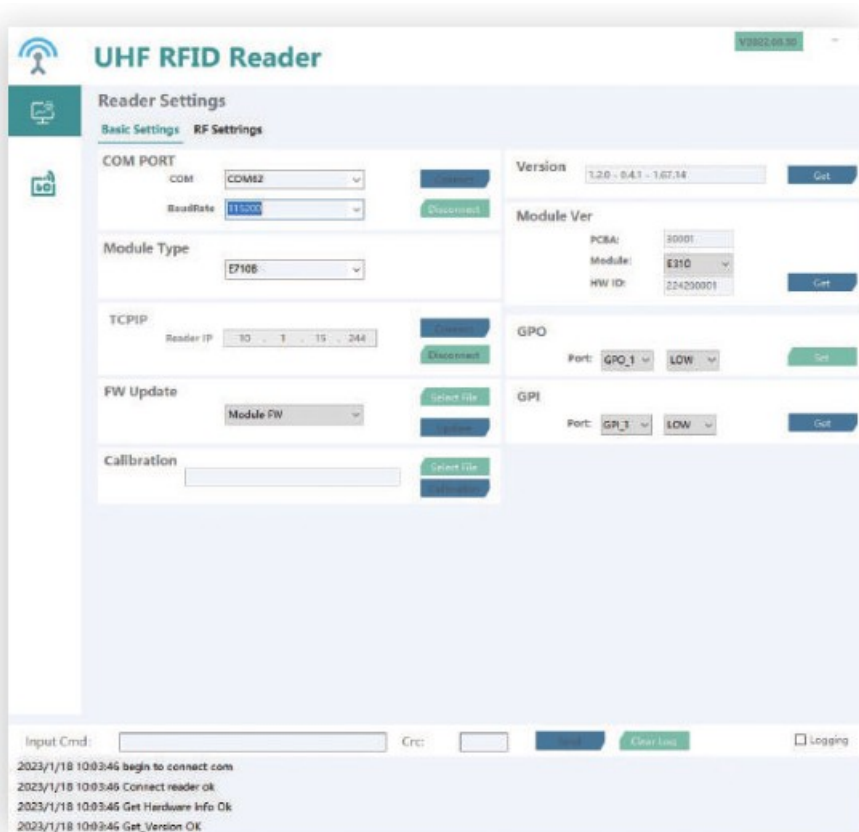 UHF RFID Reader
Reader Settings
Basic Settings RF Settrings
COM PORT
COM COM62
BaudRate 115200
Connect
Disconnect
Module Type
E710B
TCPIP
Reader IP 10 . 1 . 15 . 244
Connect
Disconnect
FW Update
Module FW
Select File
Update
Calibration
Select File
Calibration
Version 1.2.0 - 0.4.1 - 1.67.14 Get
Module Ver
PCBA: 30001
Module: E310
HW ID: 224200001 Get
GPO
Port: GPO_1 LOW Set
GPI
Port: GPI_1 LOW Get
Input Cmd: Crc: Send Clear Log Logging
2023/1/18 10:03:46 begin to connect com
2023/1/18 10:03:46 Connect reader ok
2023/1/18 10:03:46 Get Hardware Info Ok
2023/1/18 10:03:46 Get_Version OK